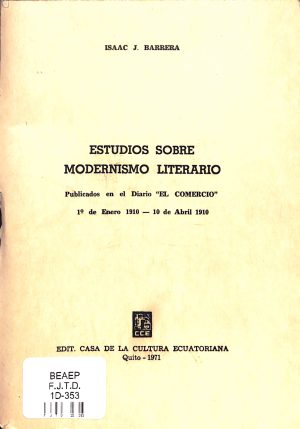 ISAAC J. BARRERA
ESTUDIOS SOBRE
MODERNISMO LITERARIO
Publicados en el Diario "EL COMERCIO"
1º de Enero 1910 — 10 de Abril 1910
CCE
EDIT. CASA DE LA CULTURA ECUATORIANA
Quito - 1971
BEAEP
F.J.T.D.
1D-353